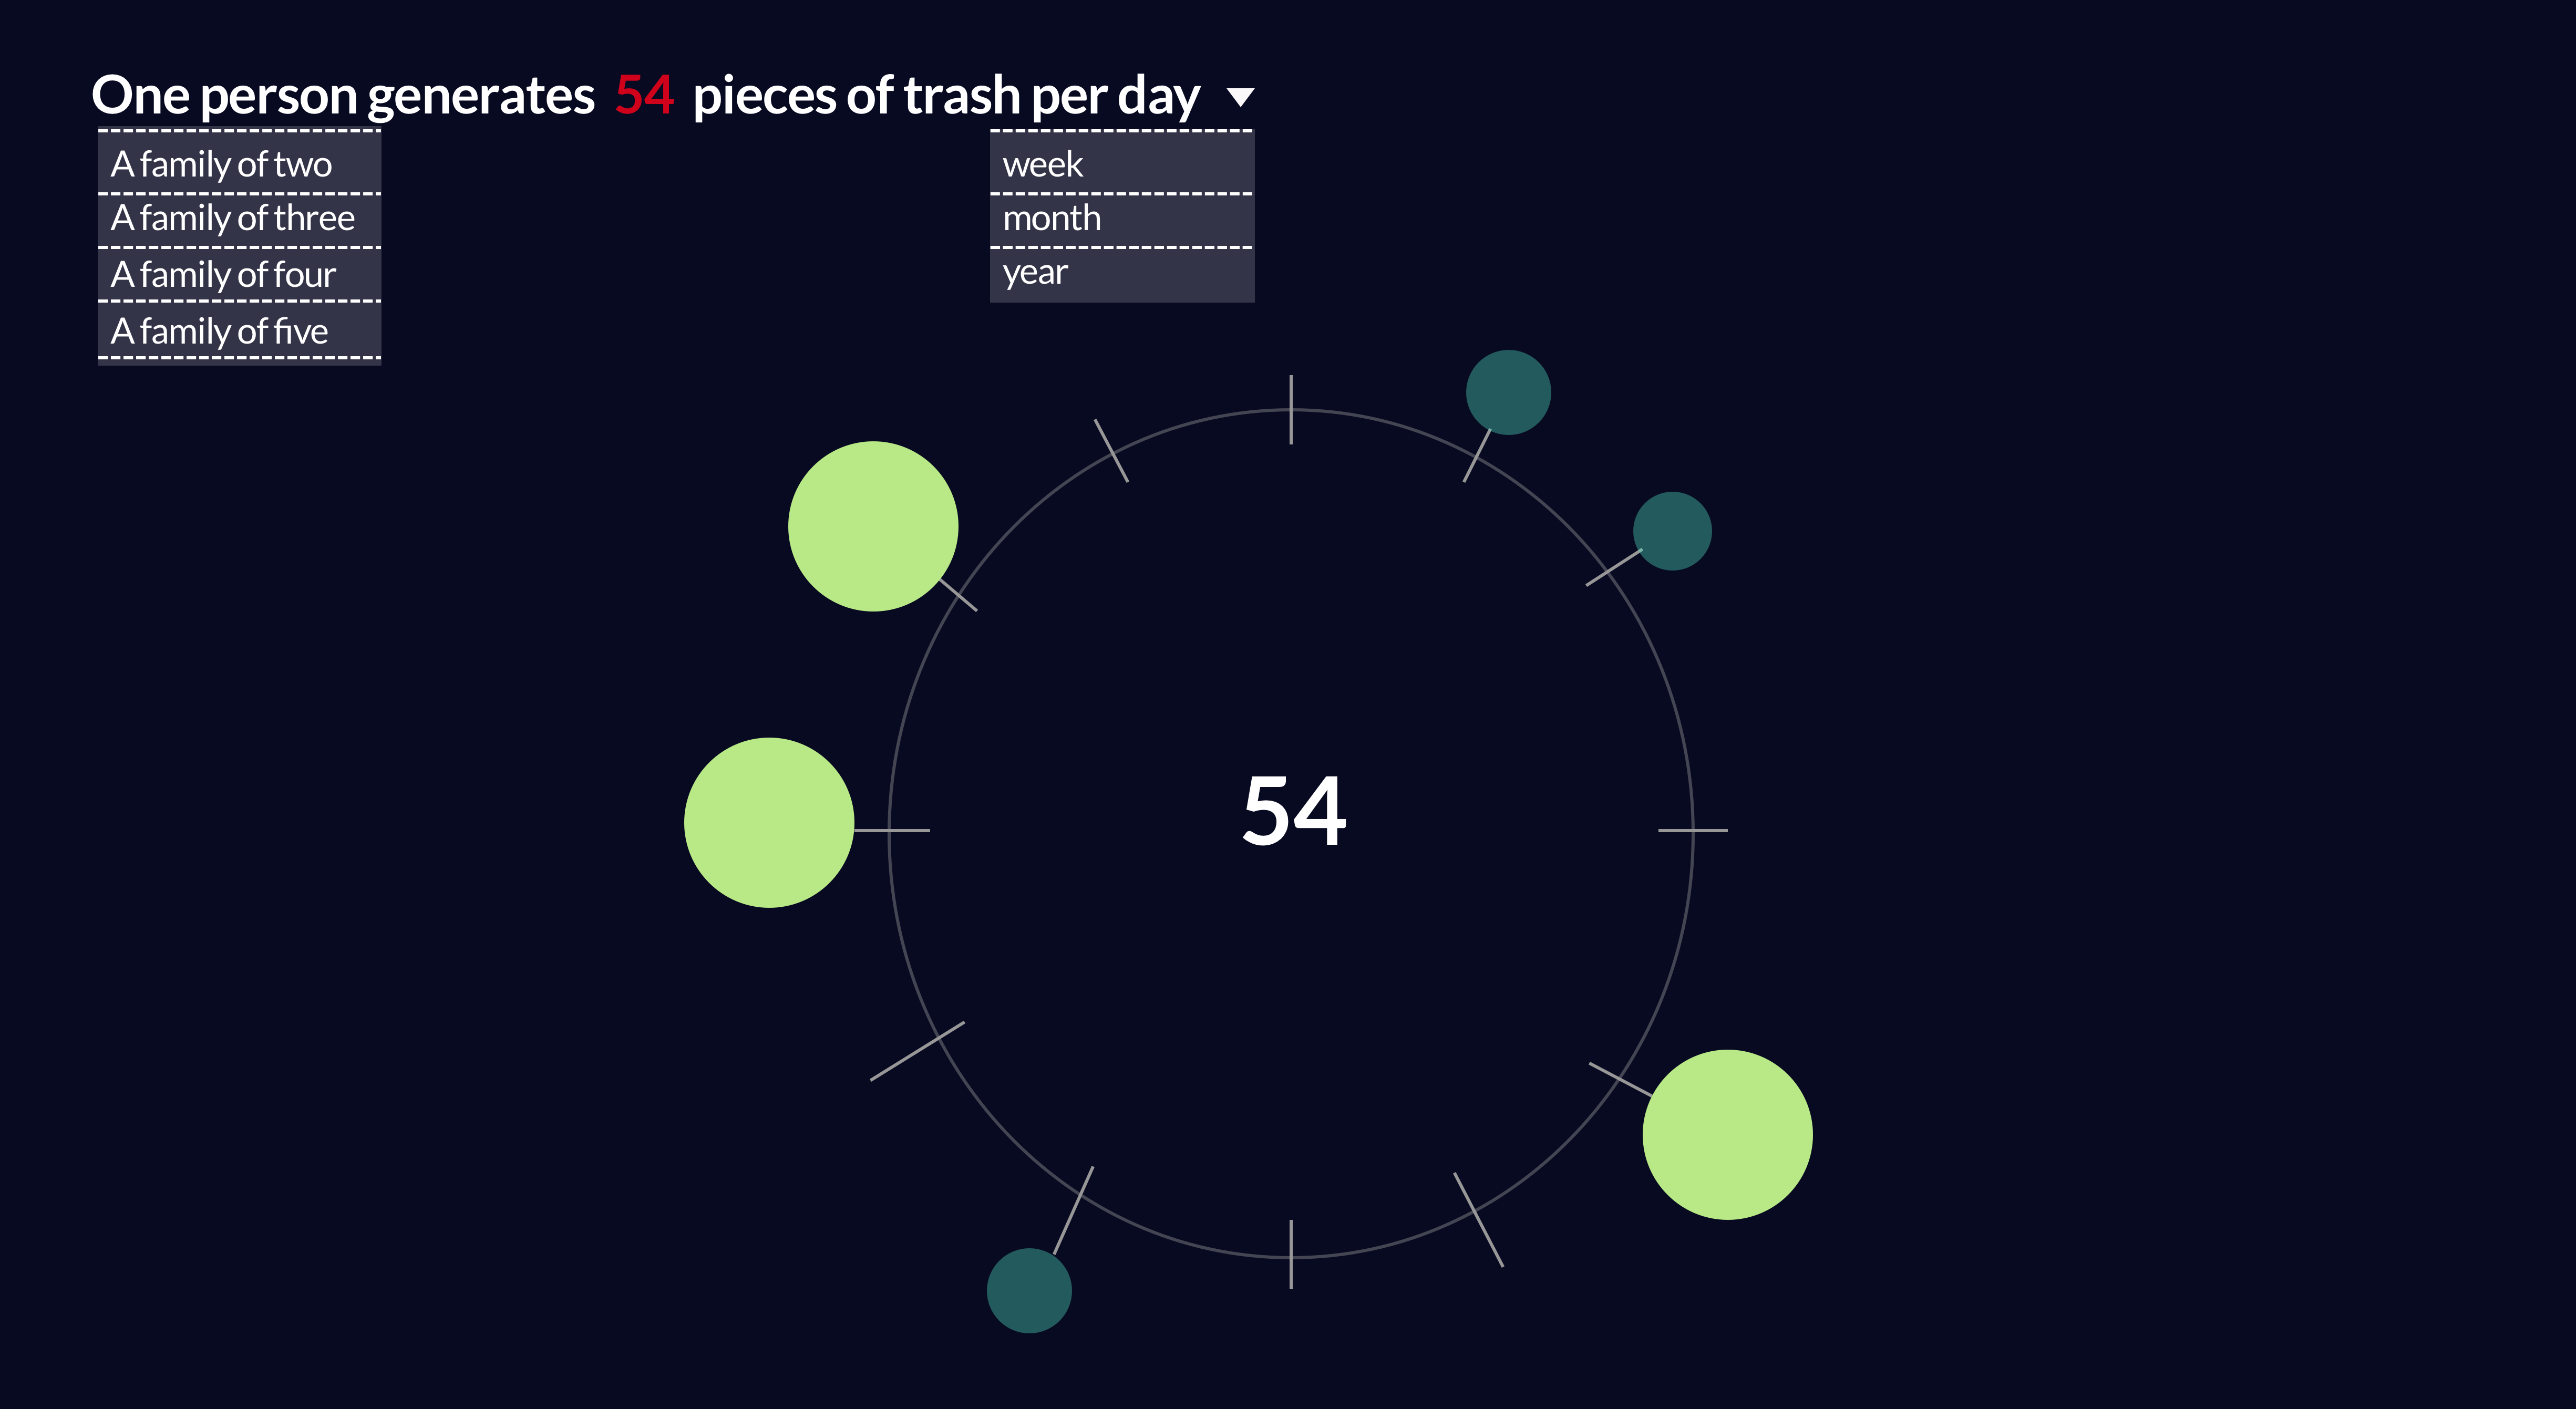 One person generates 54 pieces of trash per day
A family of two
A family of three
A family of four
A family of five
week
month
year
54